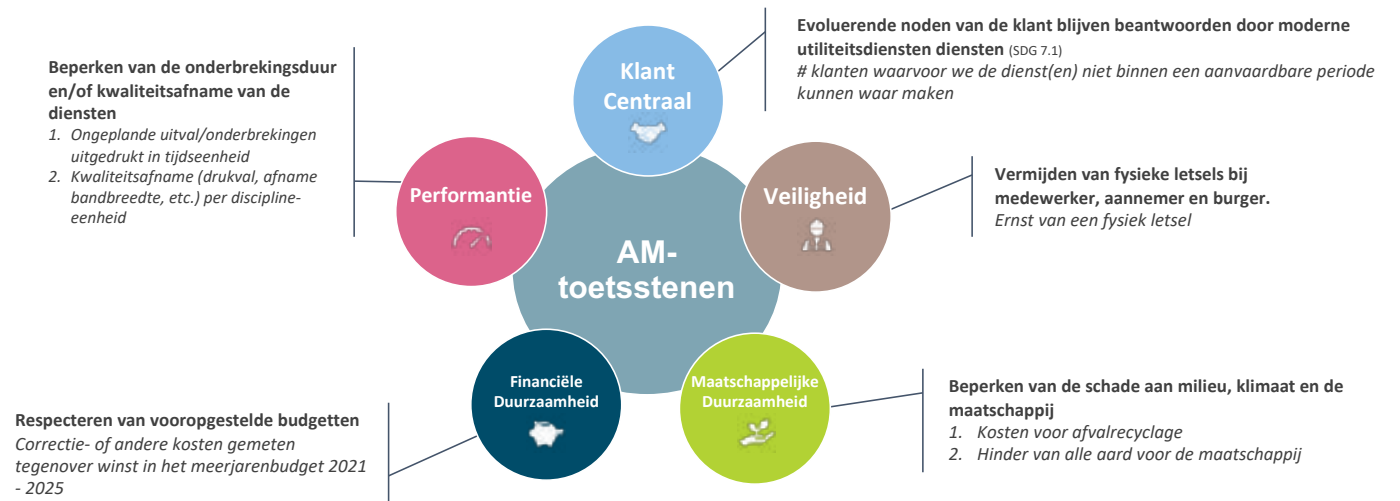 Evoluerende noden van de klant blijven beantwoorden door moderne
utiliteitsdiensten diensten (SDG 7.1)
# klanten waarvoor we de dienst(en) niet binnen een aanvaardbare periode
kunnen waar maken
Klant
Centraal
Beperken van de onderbrekingsduur
en/of kwaliteitsafname van de
diensten
1. Ongeplande uitval/onderbrekingen
uitgedrukt in tijdseenheid
2. Kwaliteitsafname (drukval, afname
bandbreedte, etc.) per discipline-
eenheid
Performantie
Veiligheid
Vermijden van fysieke letsels bij
medewerker, aannemer en burger.
Ernst van een fysiek letsel
AM-
toetsstenen
Financiële
Duurzaamheid
Maatschappelijke
Duurzaamheid
Beperken van de schade aan milieu, klimaat en de
maatschappij
1. Kosten voor afvalrecyclage
2. Hinder van alle aard voor de maatschappij
Respecteren van vooropgestelde budgetten
Correctie- of andere kosten gemeten
tegenover winst in het meerjarenbudget 2021
- 2025